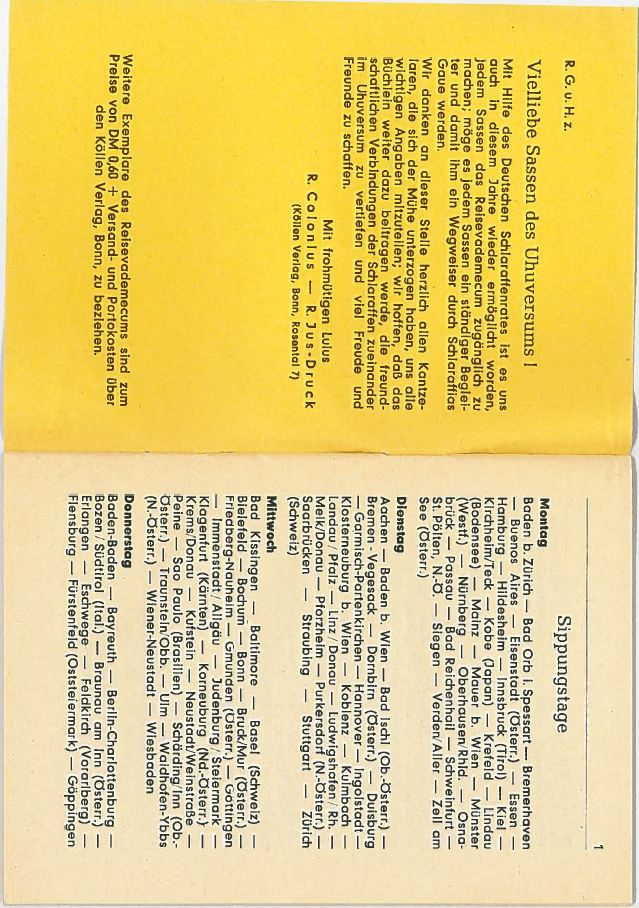 R. G. u. H. z.
Vielliebe Sassen des Uhuversums !
Mit Hilfe des Deutschen Schlaraffenrates ist es uns
auch in diesem Jahre wieder ermöglicht worden,
jedem Sassen das Reisevademecum zugänglich zu
machen; möge es jedem Sassen ein ständiger Beglei-
ter und damit ihm ein Wegweiser durch Schlaraffias
Gaue werden.
Wir danken an dieser Stelle herzlich allen Kantze-
laren, die sich der Mühe unterzogen haben, uns alle
wichtigen Angaben mitzuteilen; wir hoffen, daß das
Büchlein weiter dazu beitragen werde, die freund-
schaftlichen Verbindungen der Schlaraffen zueinander
im Uhuversum zu vertiefen und viel Freude und
Freunde zu schaffen.
Mit frohmütigen Lulus
R. Colonius — R. Jus-Druck
(Köllen Verlag, Bonn, Rosental 7)
Weitere Exemplare des Reisevademecums sind zum
Preise von DM 0,60 + Versand- und Portokosten über
den Köllen Verlag, Bonn, zu beziehen.
1
Sippungstage
Montag
Baden b. Zürich — Bad Orb i. Spessart — Bremerhaven
— Buenos Aires — Eisenstadt (Österr.) — Essen —
Hamburg — Hildesheim — Innsbruck (Tirol) — Kiel —
Kirchheim/Teck — Kobe (Japan) — Krefeld — Lindau
(Bodensee) — Mainz — Mauer b. Wien — Münster
(Westf.) — Nürnberg — Oberhausen/Rhld. — Osna-
brück — Passau — Bad Reichenhall — Schweinfurt —
St. Pölten, N.Ö. — Siegen — Verden/Aller — Zell am
See (Österr.)
Dienstag
Aachen — Baden b. Wien — Bad Ischl (Ob.-Österr.) —
Bremen-Vegesack — Dornbirn (Österr.) — Duisburg
— Garmisch-Partenkirchen — Hannover — Ingolstadt —
Klosterneuburg b. Wien — Koblenz — Kulmbach —
Landau / Pfalz — Linz / Donau — Ludwigshafen / Rh. —
Melk/Donau — Pforzheim — Purkersdorf (N.-Österr.) —
Saarbrücken — Straubing — Stuttgart — Zürich
(Schweiz)
Mittwoch
Bad Kissingen — Baltimore — Basel (Schweiz) —
Bielefeld — Bochum — Bonn — Bruck/Mur (Österr.) —
Friedberg-Nauheim — Gmunden (Österr.) — Göttingen
— Immenstadt / Allgäu — Judenburg / Steiermark —
Klagenfurt (Kärnten) — Korneuburg (Nd.-Österr.) —
Krems/Donau — Kufstein — Neustadt/Weinstraße —
Peine — Sao Paulo (Brasilien) — Schärding/Inn (Ob.-
Österr.) — Traunstein/Obb. — Ulm — Waidhofen-Ybbs
(N.-Österr.) — Wiener-Neustadt — Wiesbaden
Donnerstag
Baden-Baden — Bayreuth — Berlin-Charlottenburg —
Bozen / Südtirol (Ital.) — Braunau am Inn (Österr.) —
Erlangen — Eschwege — Feldkirch (Vorarlberg) —
Flensburg — Fürstenfeld (Oststeiermark) — Göppingen